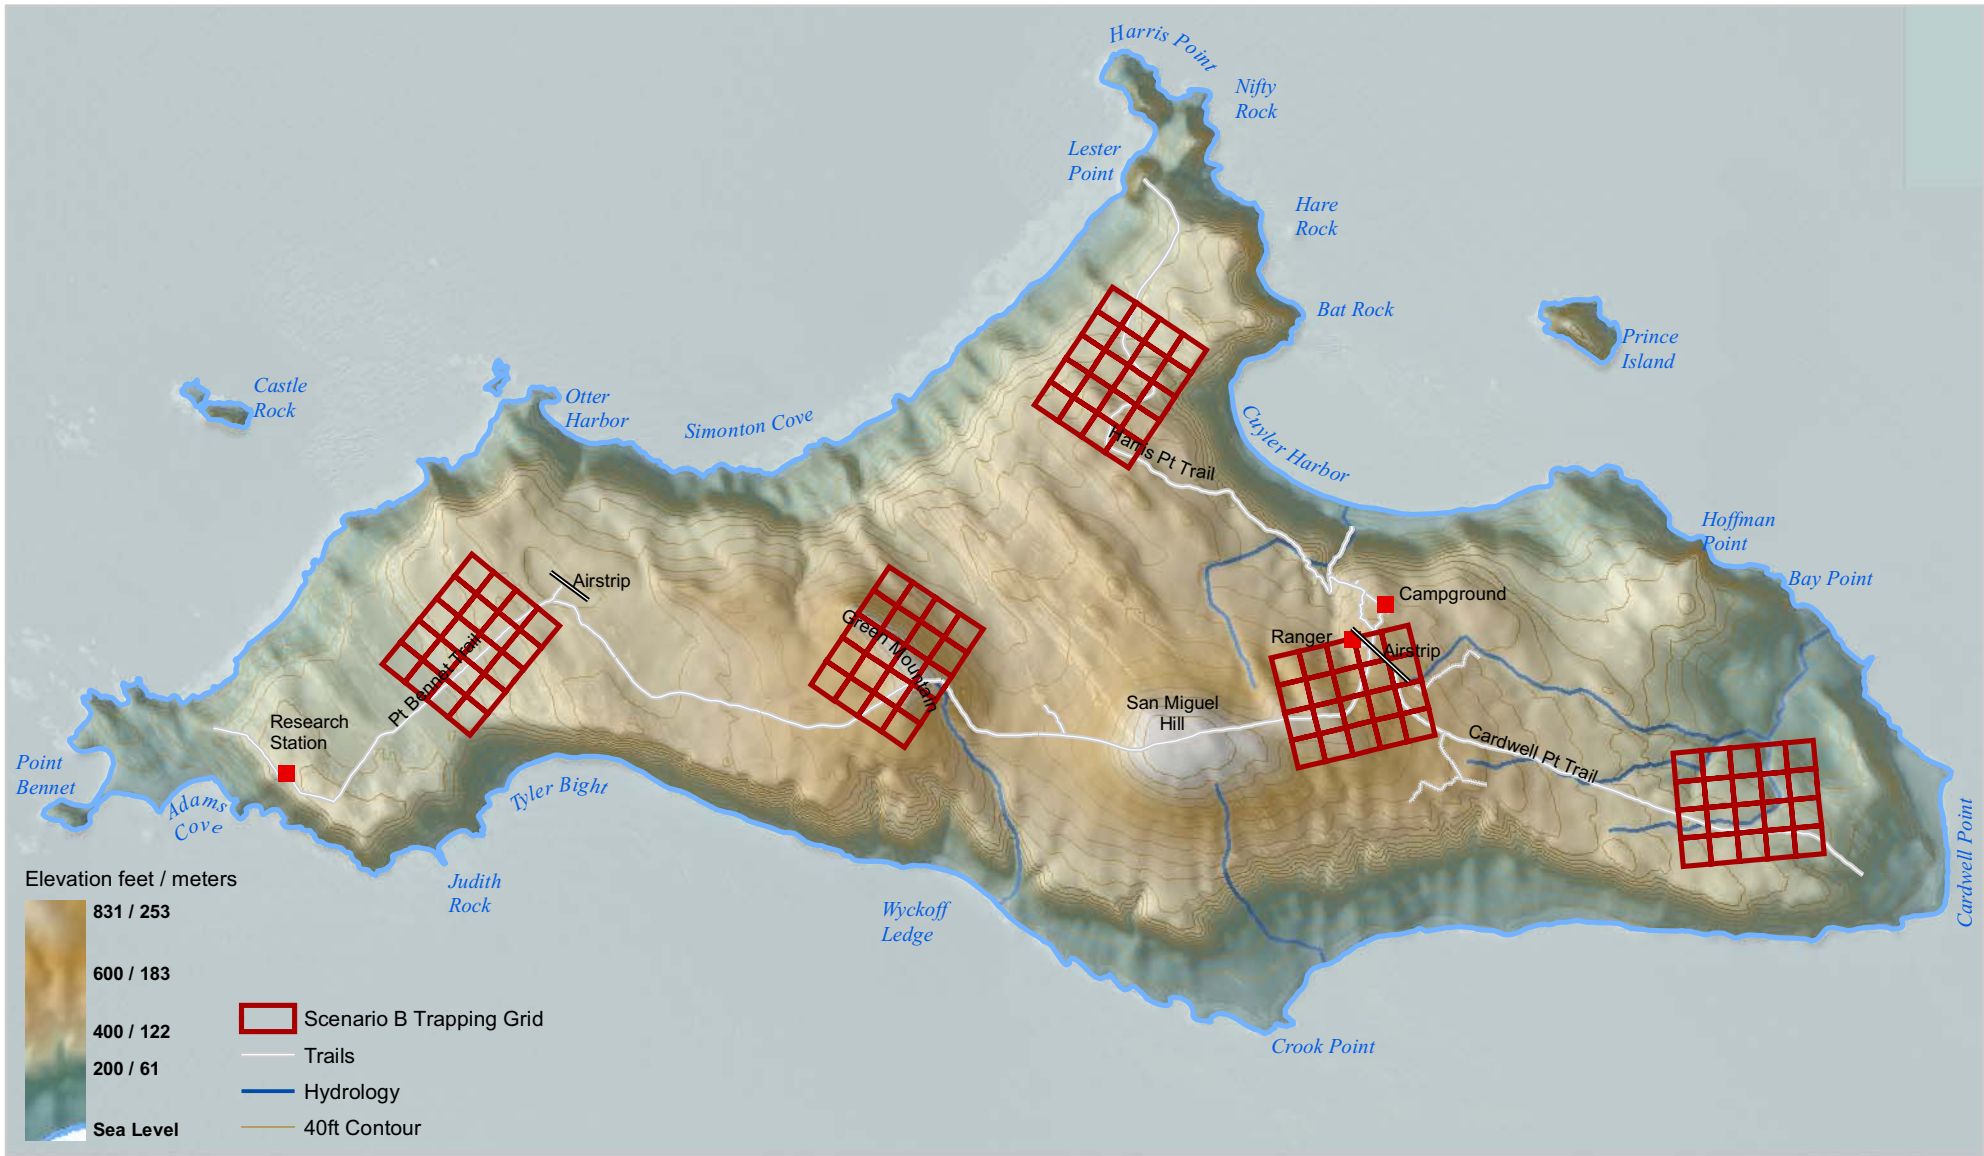 Harris Point
Nifty
Rock
Lester
Point
Hare
Rock
Bat Rock
Prince
Island
Castle
Rock
Otter
Harbor
Simonton Cove
Cuyler Harbor
Harris Pt Trail
Hoffman
Point
Bay Point
Airstrip
Campground
Green Mountain
Ranger
Airstrip
Pt Bennet Trail
San Miguel
Hill
Research
Station
Cardwell Pt Trail
Point
Bennet
Adams
Cove
Tyler Bight
Cardwell Point
Judith
Rock
Wyckoff
Ledge
Crook Point
Elevation feet / meters
831 / 253
600 / 183
400 / 122
200 / 61
Sea Level
Scenario B Trapping Grid
Trails
Hydrology
40ft Contour